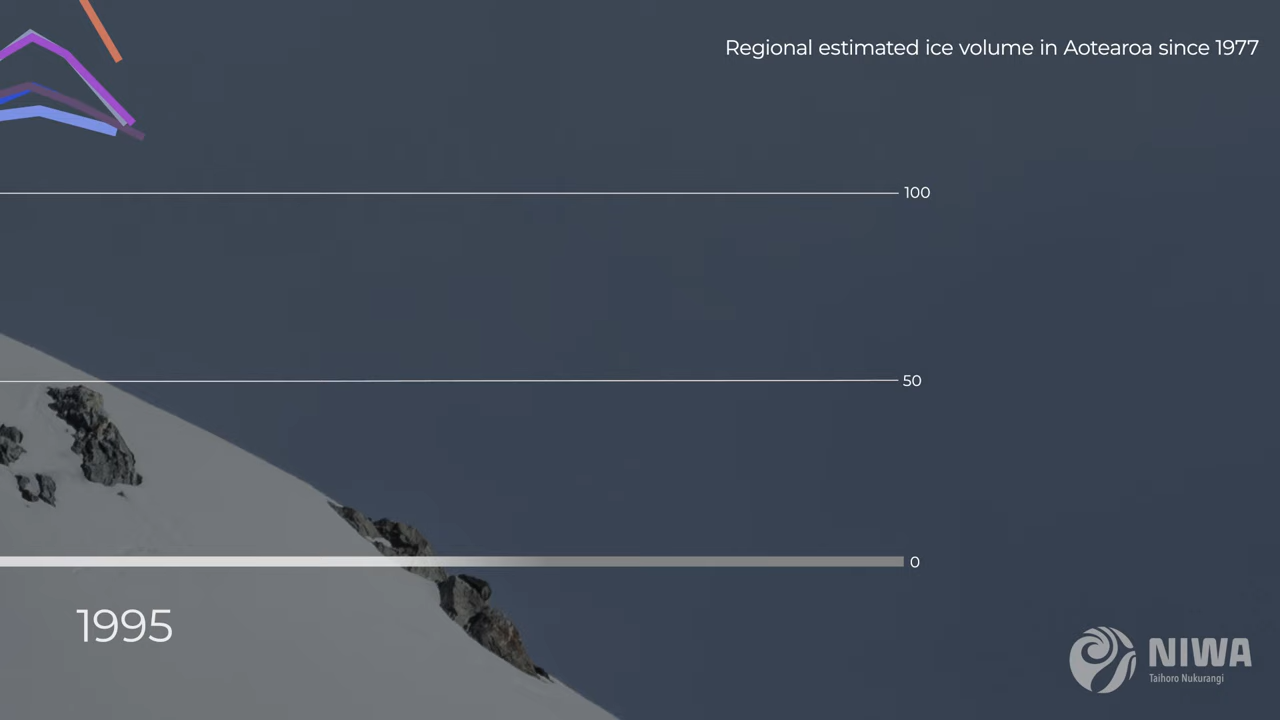 Regional estimated ice volume in Aotearoa since 1977
100
50
0
1995
NIWA
Taihoro Nukurangi